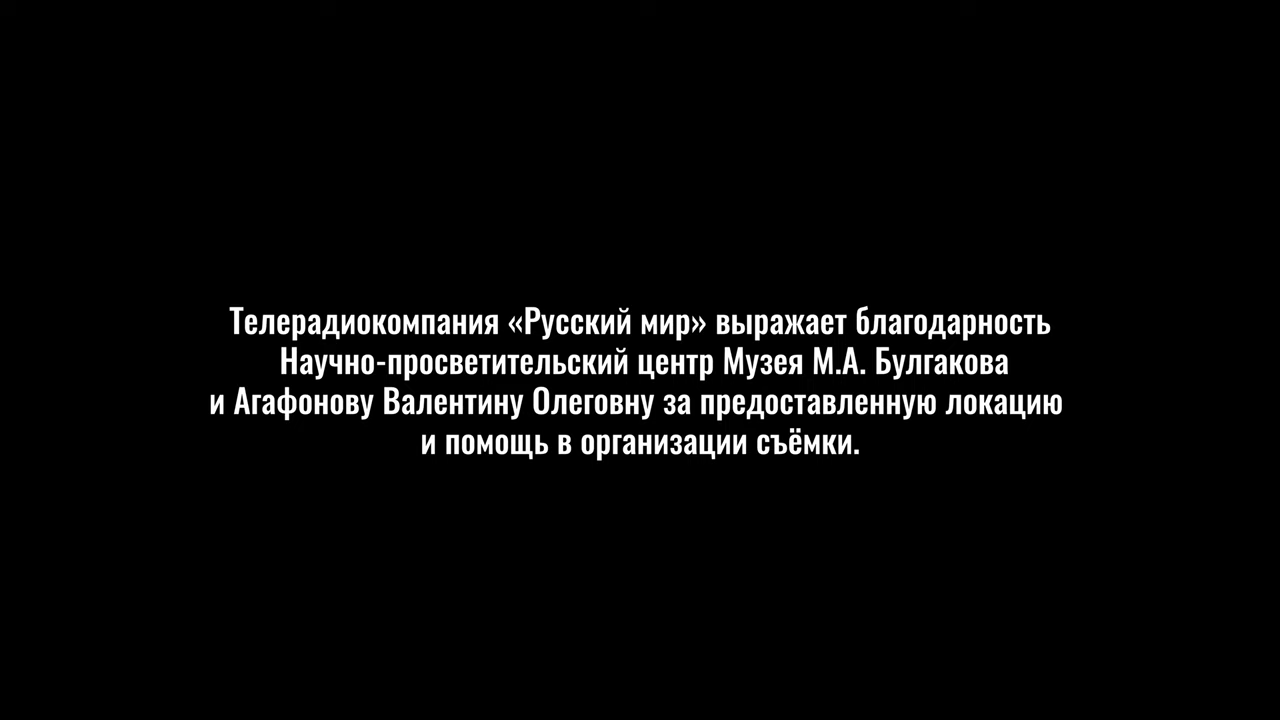 Телерадиокомпания «Русский мир» выражает благодарность
Научно-просветительский центр Музея М.А. Булгакова
и Агафонову Валентину Олеговну за предоставленную локацию
и помощь в организации съёмки.